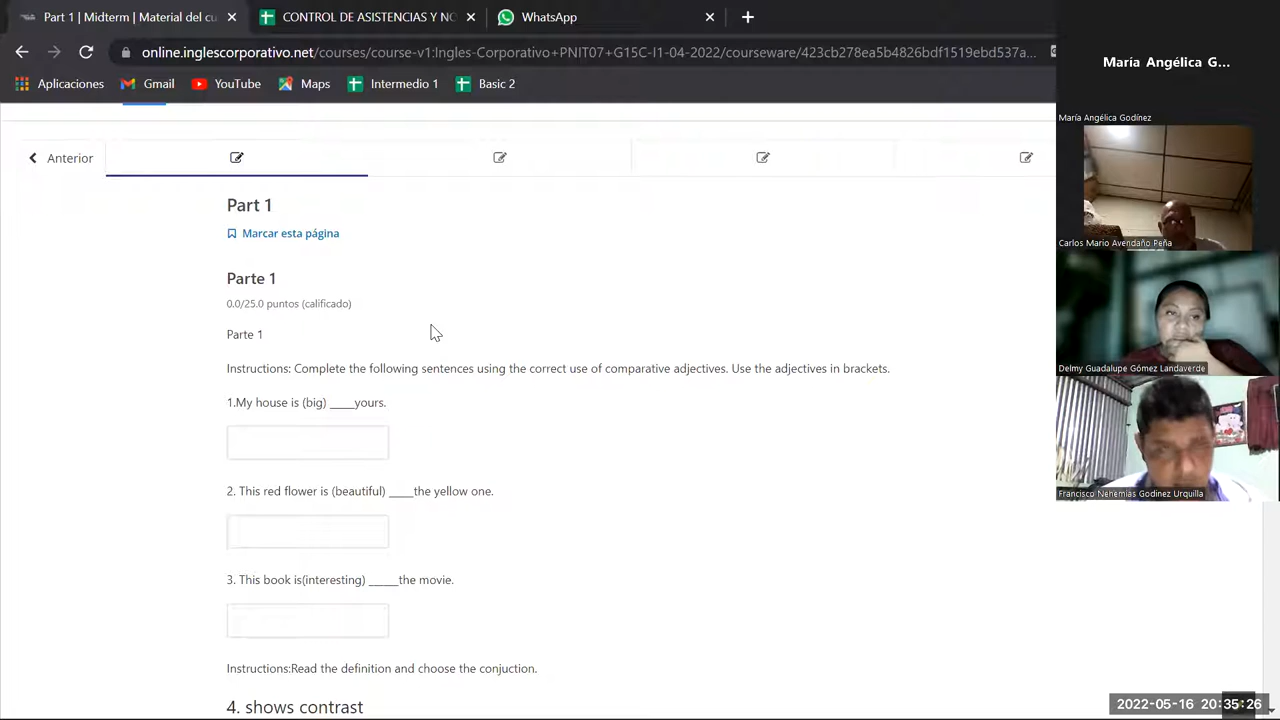 Part 1 | Midterm | Material del cu
CONTROL DE ASISTENCIAS Y NO
WhatsApp
online.inglescorporativo.net/courses/course-v1:Ingles-Corporativo+PNIT07+G15C-I1-04-2022/courseware/423cb278ea5b4826bdf1519ebd537a...
Aplicaciones
Gmail
YouTube
Maps
Intermedio 1
Basic 2
Anterior
Part 1
Marcar esta página
Parte 1
0.0/25.0 puntos (calificado)
Parte 1
Instructions: Complete the following sentences using the correct use of comparative adjectives. Use the adjectives in brackets.
1.My house is (big) ____yours.
2. This red flower is (beautiful) ____the yellow one.
3. This book is(interesting) _____the movie.
Instructions:Read the definition and choose the conjuction.
4. shows contrast
María Angélica G...
María Angélica Godínez
Carlos Mario Avendaño Peña
Delmy Guadalupe Gómez Landaverde
Francisco Nehemias Godinez Urquilla
2022-05-16 20:35:26